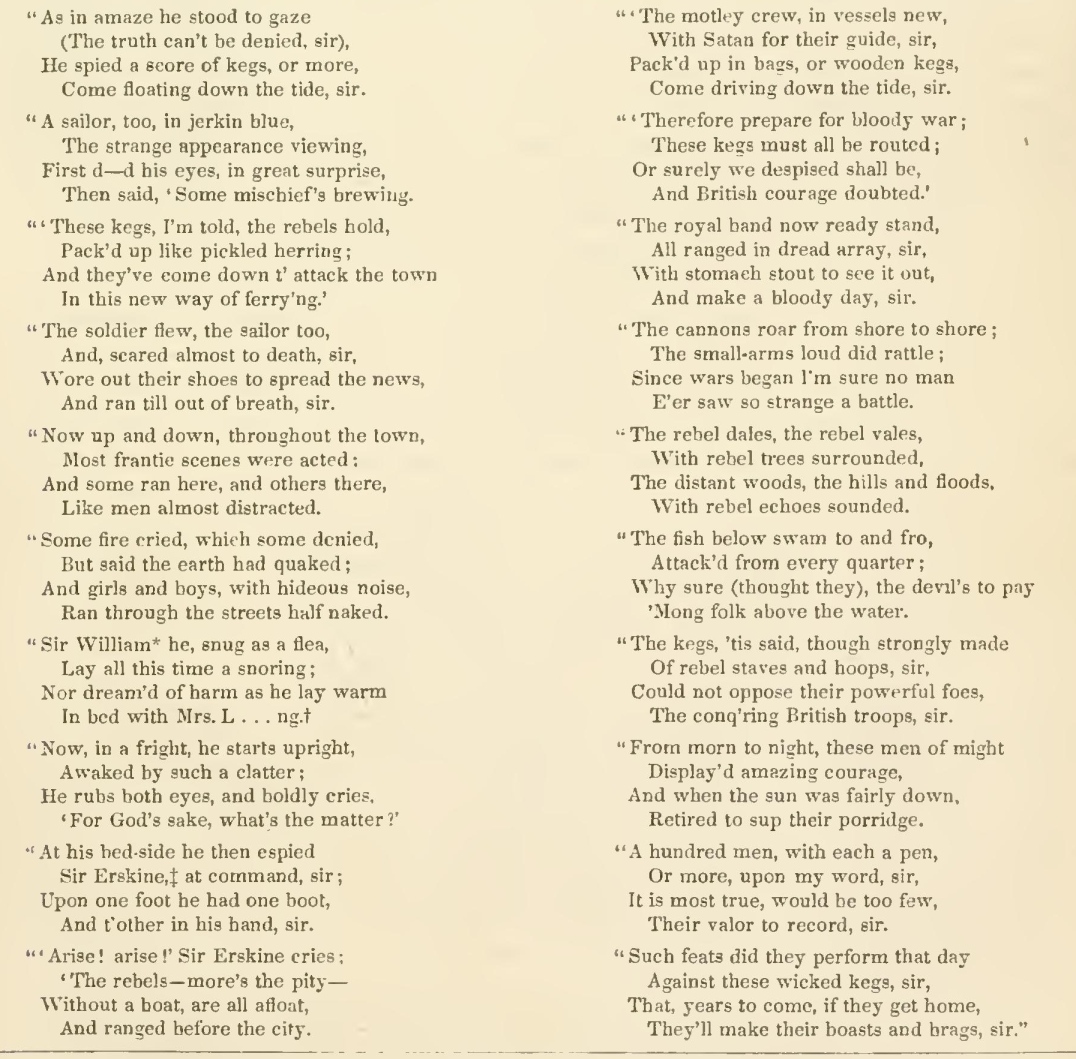 “As in amaze he stood to gaze
(The truth can't be denied, sir),
He spied a score of kegs, or more,
Come floating down the tide, sir.
“A sailor, too, in jerkin blue,
The strange appearance viewing,
First d—d his eyes, in great surprise,
Then said, ‘Some mischief's brewing.
“‘These kegs, I'm told, the rebels hold,
Pack'd up like pickled herring;
And they've come down t' attack the town
In this new way of ferry'ng.’
“The soldier flew, the sailor too,
And, scared almost to death, sir,
Wore out their shoes to spread the news,
And ran till out of breath, sir.
“Now up and down, throughout the town,
Most frantic scenes were acted;
And some ran here, and others there,
Like men almost distracted.
“Some fire cried, which some denied,
But said the earth had quaked;
And girls and boys, with hideous noise,
Ran through the streets half naked.
“Sir William* he, snug as a flea,
Lay all this time a snoring;
Nor dream'd of harm as he lay warm
In bed with Mrs. L . . . ng.†
“Now, in a fright, he starts upright,
Awaked by such a clatter;
He rubs both eyes, and boldly cries,
‘For God's sake, what's the matter?’
“At his bed-side he then espied
Sir Erskine,‡ at command, sir;
Upon one foot he had one boot,
And t'other in his hand, sir.
“‘Arise! arise!’ Sir Erskine cries;
‘The rebels—more's the pity—
Without a boat, are all afloat,
And ranged before the city.
“‘The motley crew, in vessels new,
With Satan for their guide, sir,
Pack'd up in bags, or wooden kegs,
Come driving down the tide, sir.
“‘Therefore prepare for bloody war;
These kegs must all be routed;
Or surely we despised shall be,
And British courage doubted.’
“The royal band now ready stand,
All ranged in dread array, sir,
With stomach stout to see it out,
And make a bloody day, sir.
“The cannons roar from shore to shore;
The small-arms loud did rattle;
Since wars began I'm sure no man
E'er saw so strange a battle.
“The rebel dales, the rebel vales,
With rebel trees surrounded,
The distant woods, the hills and floods,
With rebel echoes sounded.
“The fish below swam to and fro,
Attack'd from every quarter;
Why sure (thought they), the devil's to pay
'Mong folk above the water.
“The kegs, 'tis said, though strongly made
Of rebel staves and hoops, sir,
Could not oppose their powerful foes,
The conq'ring British troops, sir.
“From morn to night, these men of might
Display'd amazing courage,
And when the sun was fairly down,
Retired to sup their porridge.
“A hundred men, with each a pen,
Or more, upon my word, sir,
It is most true, would be too few,
Their valor to record, sir.
“Such feats did they perform that day
Against these wicked kegs, sir,
That, years to come, if they get home,
They'll make their boasts and brags, sir.”